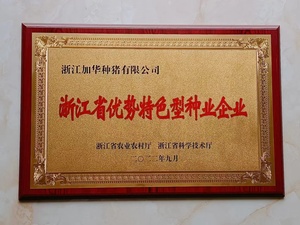 浙江加华种猪有限公司
浙江省优势特色型种业企业
浙江省农业农村厅 浙江省科学技术厅
二〇二二年九月